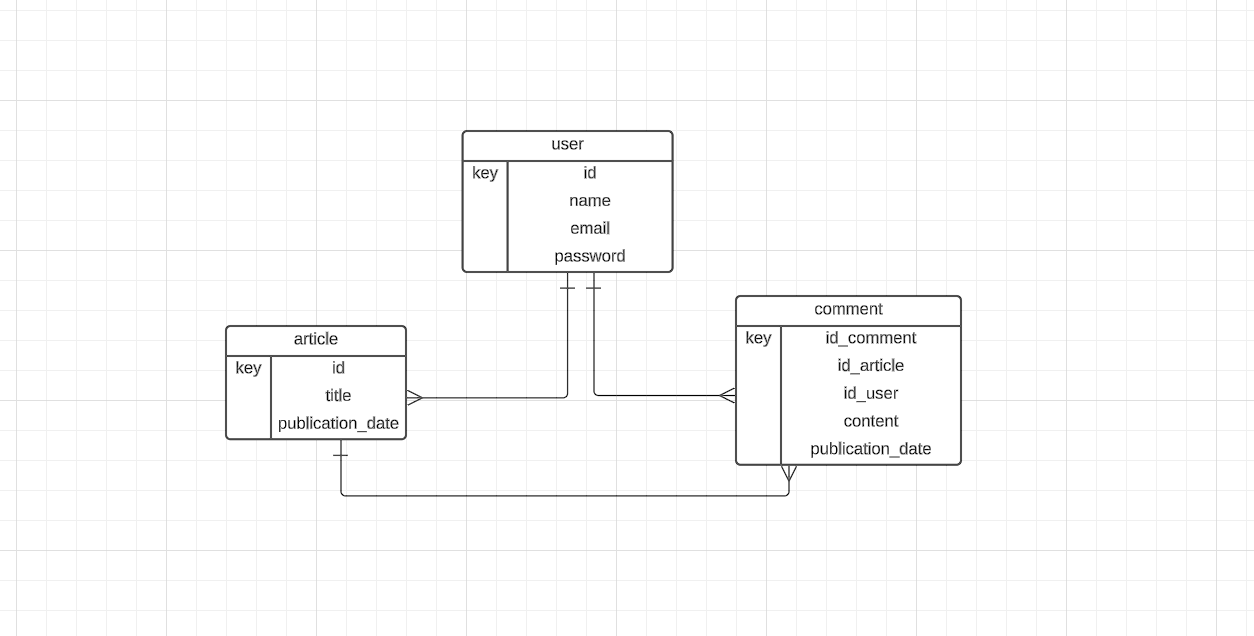 user
key id
name
email
password
article
key id
title
publication_date
comment
key id_comment
id_article
id_user
content
publication_date